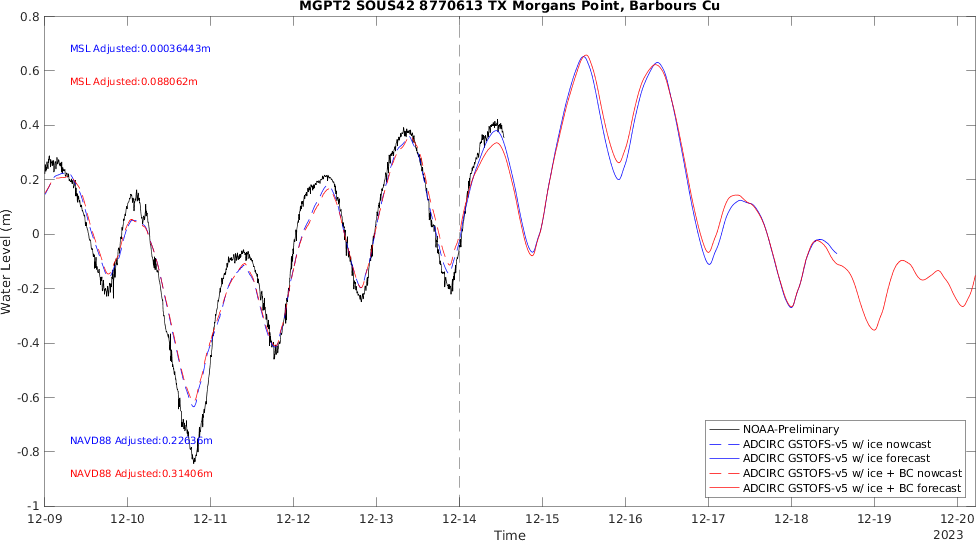 MGPT2 SOUS42 8770613 TX Morgans Point, Barbours Cu
MSL Adjusted:0.00036443m
MSL Adjusted:0.088062m
NAVD88 Adjusted:0.22636m
NAVD88 Adjusted:0.31406m
Water Level (m)
0.8
0.6
0.4
0.2
0
-0.2
-0.4
-0.6
-0.8
-1
NOAA-Preliminary
ADCIRC GSTOFS-v5 w/ ice nowcast
ADCIRC GSTOFS-v5 w/ ice forecast
ADCIRC GSTOFS-v5 w/ ice + BC nowcast
ADCIRC GSTOFS-v5 w/ ice + BC forecast
12-09 12-10 12-11 12-12 12-13 12-14 12-15 12-16 12-17 12-18 12-19 12-20
Time
2023